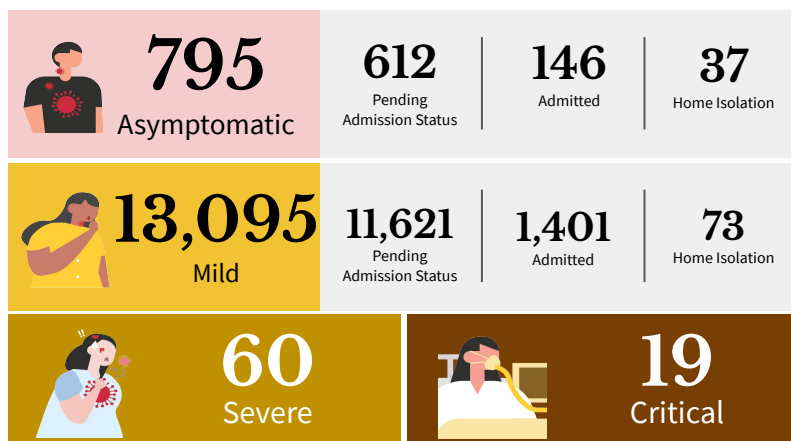 795
Asymptomatic
612
Pending
Admission Status
146
Admitted
37
Home Isolation
13,095
Mild
11,621
Pending
Admission Status
1,401
Admitted
73
Home Isolation
!!
60
Severe
19
Critical